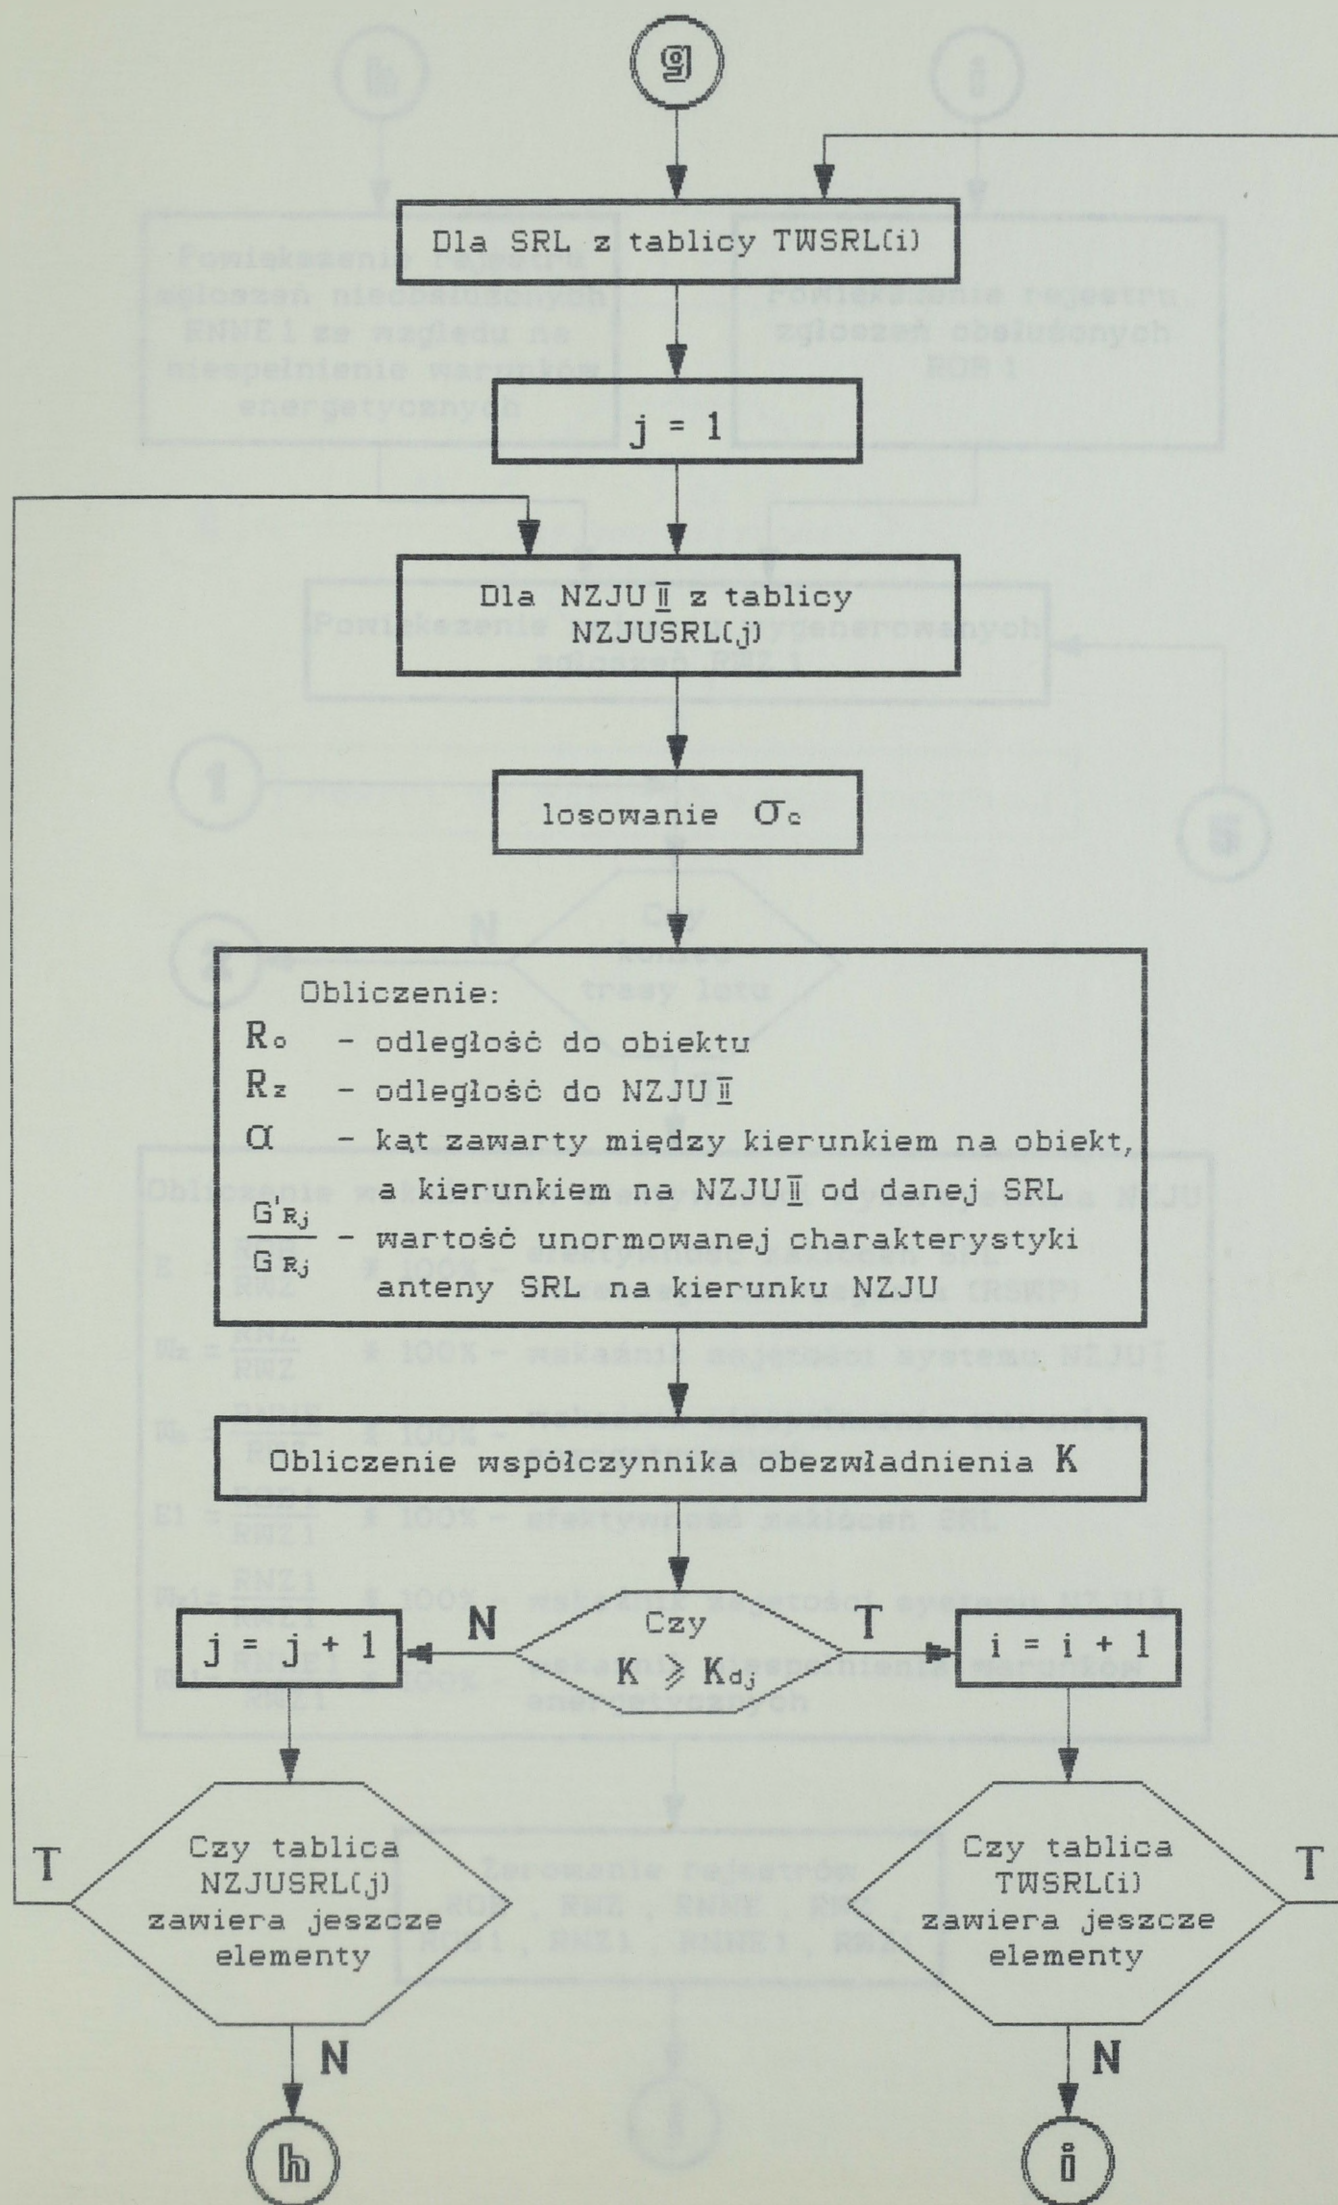 g
Dla SRL z tablicy TWSRL(i)
j = 1
Dla NZJU II z tablicy
NZJUSRL(j)
losowanie σc
Obliczenie:
Ro – odległość do obiektu
Rz – odległość do NZJU II
α – kąt zawarty między kierunkiem na obiekt,
a kierunkiem na NZJU II od danej SRL
G'Rj
GRj
– wartość unormowanej charakterystyki
anteny SRL na kierunku NZJU
Obliczenie współczynnika obezwładnienia K
j = j + 1
N
Czy
K ⩾ Kdj
T
i = i + 1
T
Czy tablica
NZJUSRL(j)
zawiera jeszcze
elementy
N
h
Czy tablica
TWSRL(i)
zawiera jeszcze
elementy
T
N
i